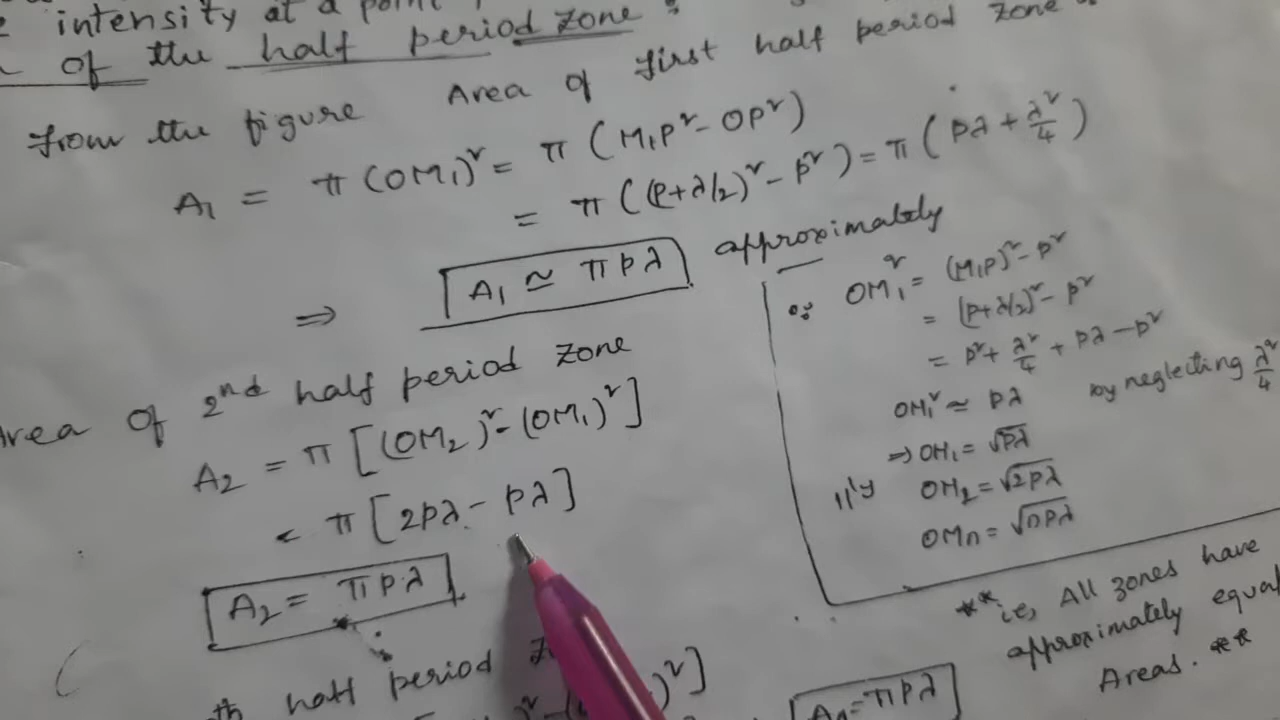 intensity at a point
of the half period zone :
from the figure Area of first half period zone
A₁ = π (OM₁)² = π (M₁P² - OP²)
= π ((P+λ/2)² - P²) = π (Pλ + λ²/4)
⇒ A₁ ≃ πPλ approximately
Area of 2nd half period zone
A₂ = π [(OM₂)² - (OM₁)²]
= π [2Pλ - Pλ]
A₂ = πP.λ
th half period
)²]
∵ OM₁² = (M₁P)² - P²
= (P+λ/2)² - P²
= P² + λ²/4 + Pλ - P²
OM₁² ≃ Pλ by neglecting λ²/4
⇒ OM₁ = √Pλ
|||ly OM₂ = √2Pλ
OMn = √nPλ
** ie, All zones have
approximately equal
Areas. **
An = πPλ